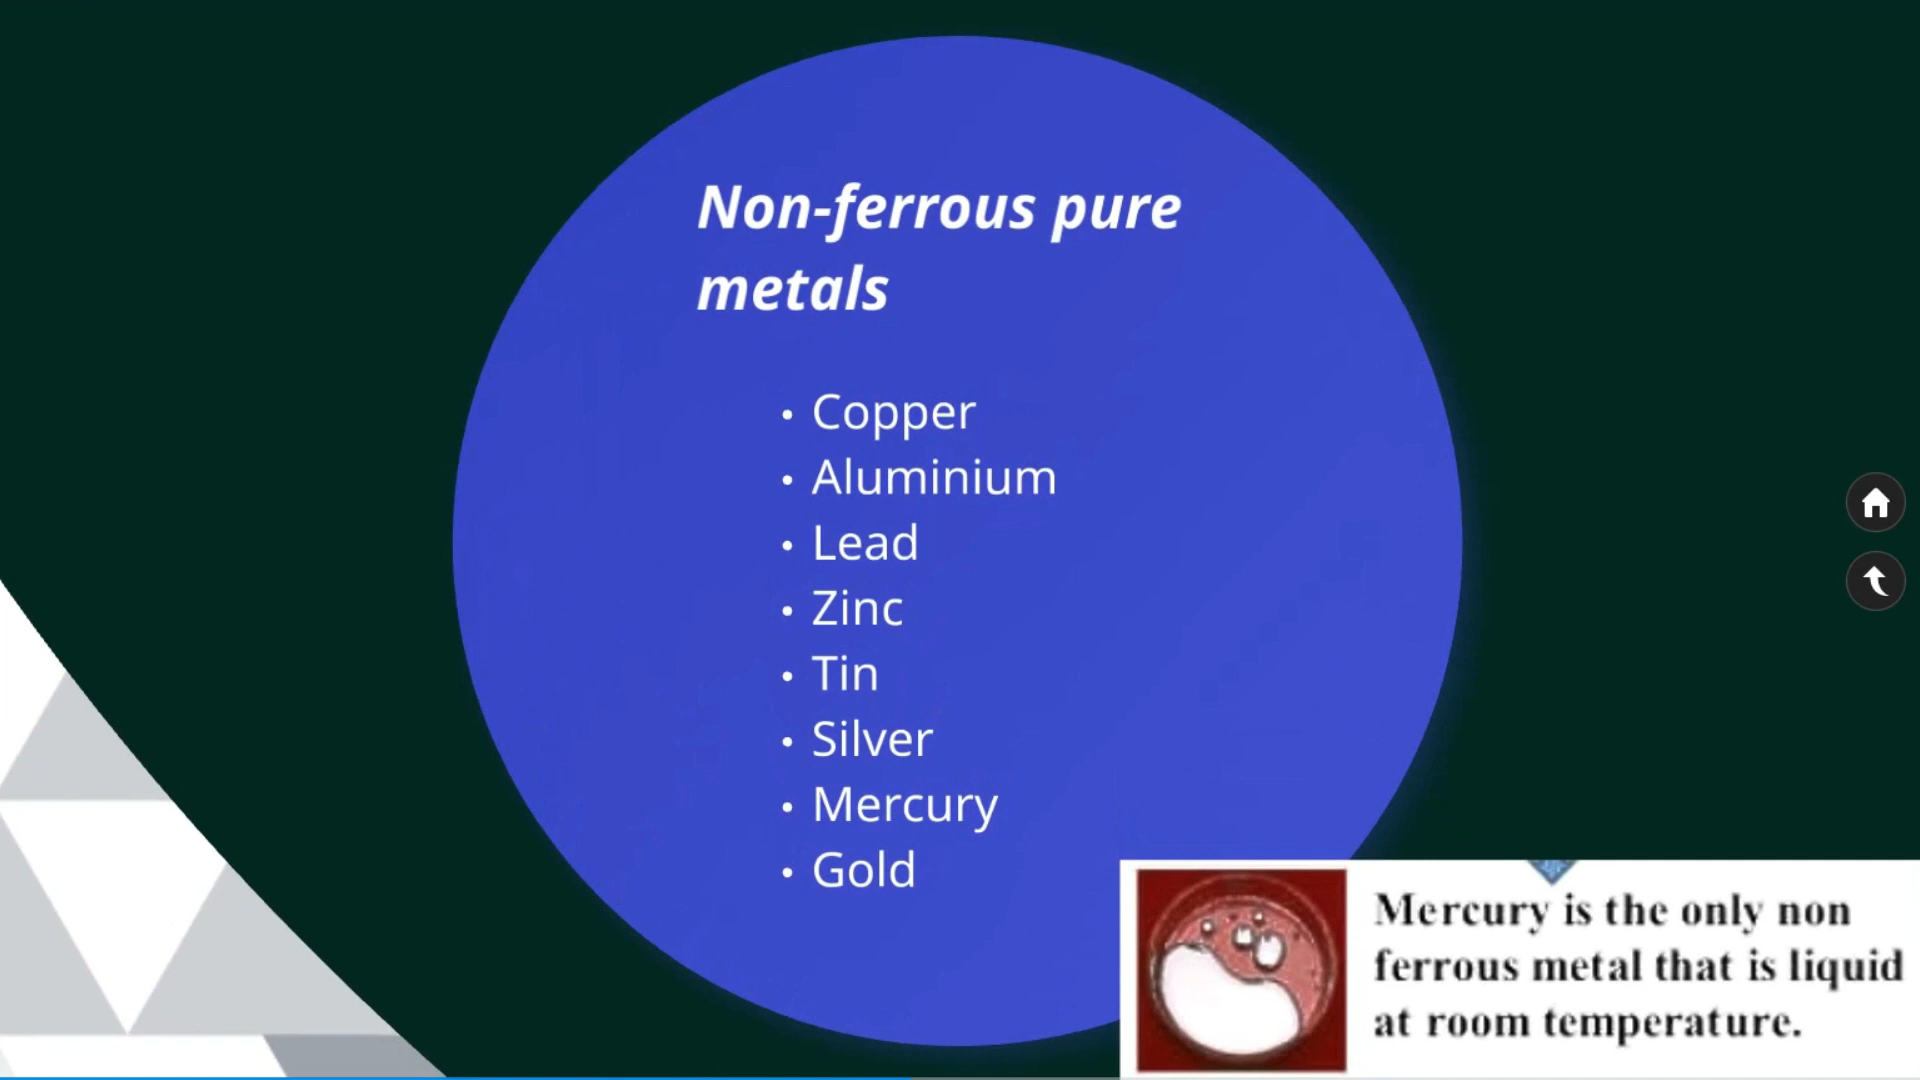 Non-ferrous pure
metals
• Copper
• Aluminium
• Lead
• Zinc
• Tin
• Silver
• Mercury
• Gold
Mercury is the only non
ferrous metal that is liquid
at room temperature.